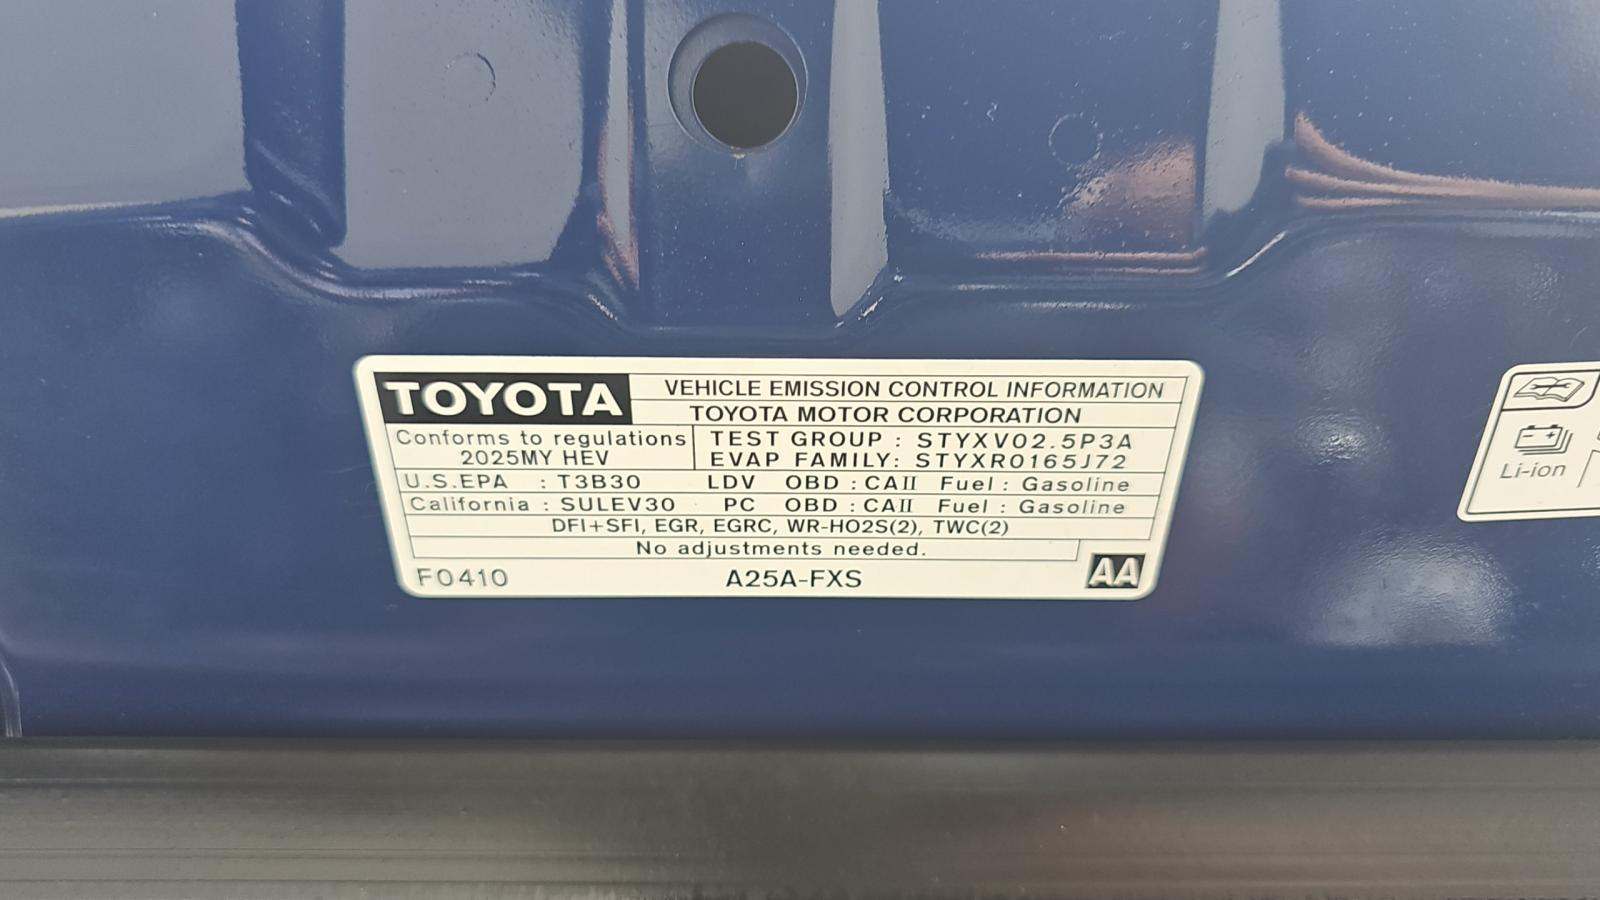 TOYOTA
VEHICLE EMISSION CONTROL INFORMATION
TOYOTA MOTOR CORPORATION
Conforms to regulations
2025MY HEV
TEST GROUP : STYXV02.5P3A
EVAP FAMILY: STYXR0165J72
U.S.EPA : T3B30 LDV OBD : CAII Fuel : Gasoline
California : SULEV30 PC OBD : CAII Fuel : Gasoline
DFI+SFI, EGR, EGRC, WR-HO2S(2), TWC(2)
No adjustments needed.
F0410 A25A-FXS AA
Li-ion